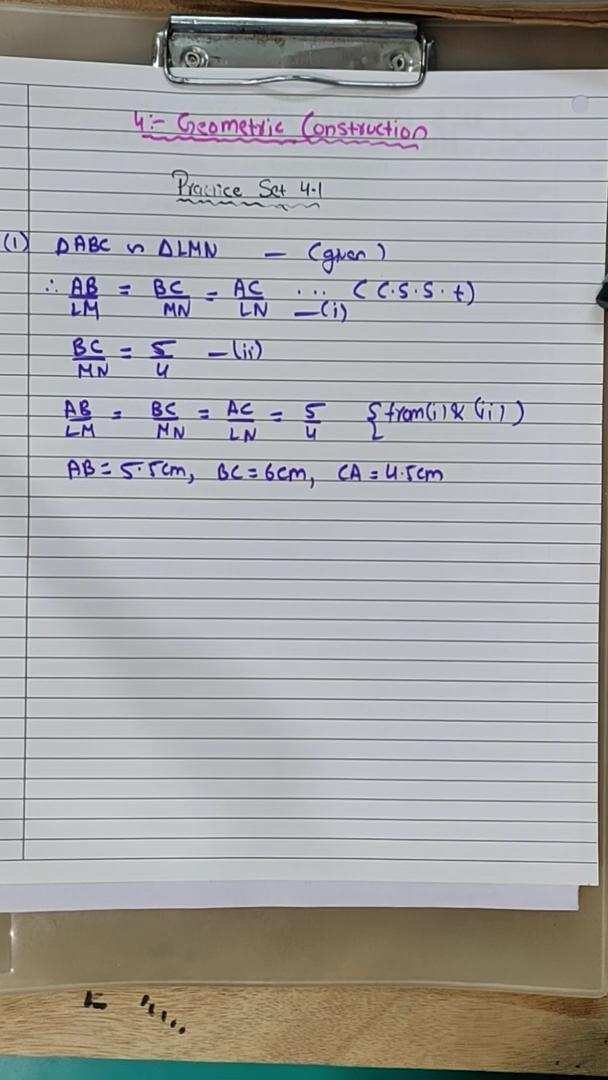 4:- Geometric Construction
Practice Set 4.1
(1) ΔABC ~ ΔLMN — (given)
∴ AB/LM = BC/MN = AC/LN ... (C.S.S.t) —(i)
BC/MN = 5/4 —(ii)
AB/LM = BC/MN = AC/LN = 5/4 {from(i) & (ii)
AB = 5.5cm, BC = 6cm, CA = 4.5cm